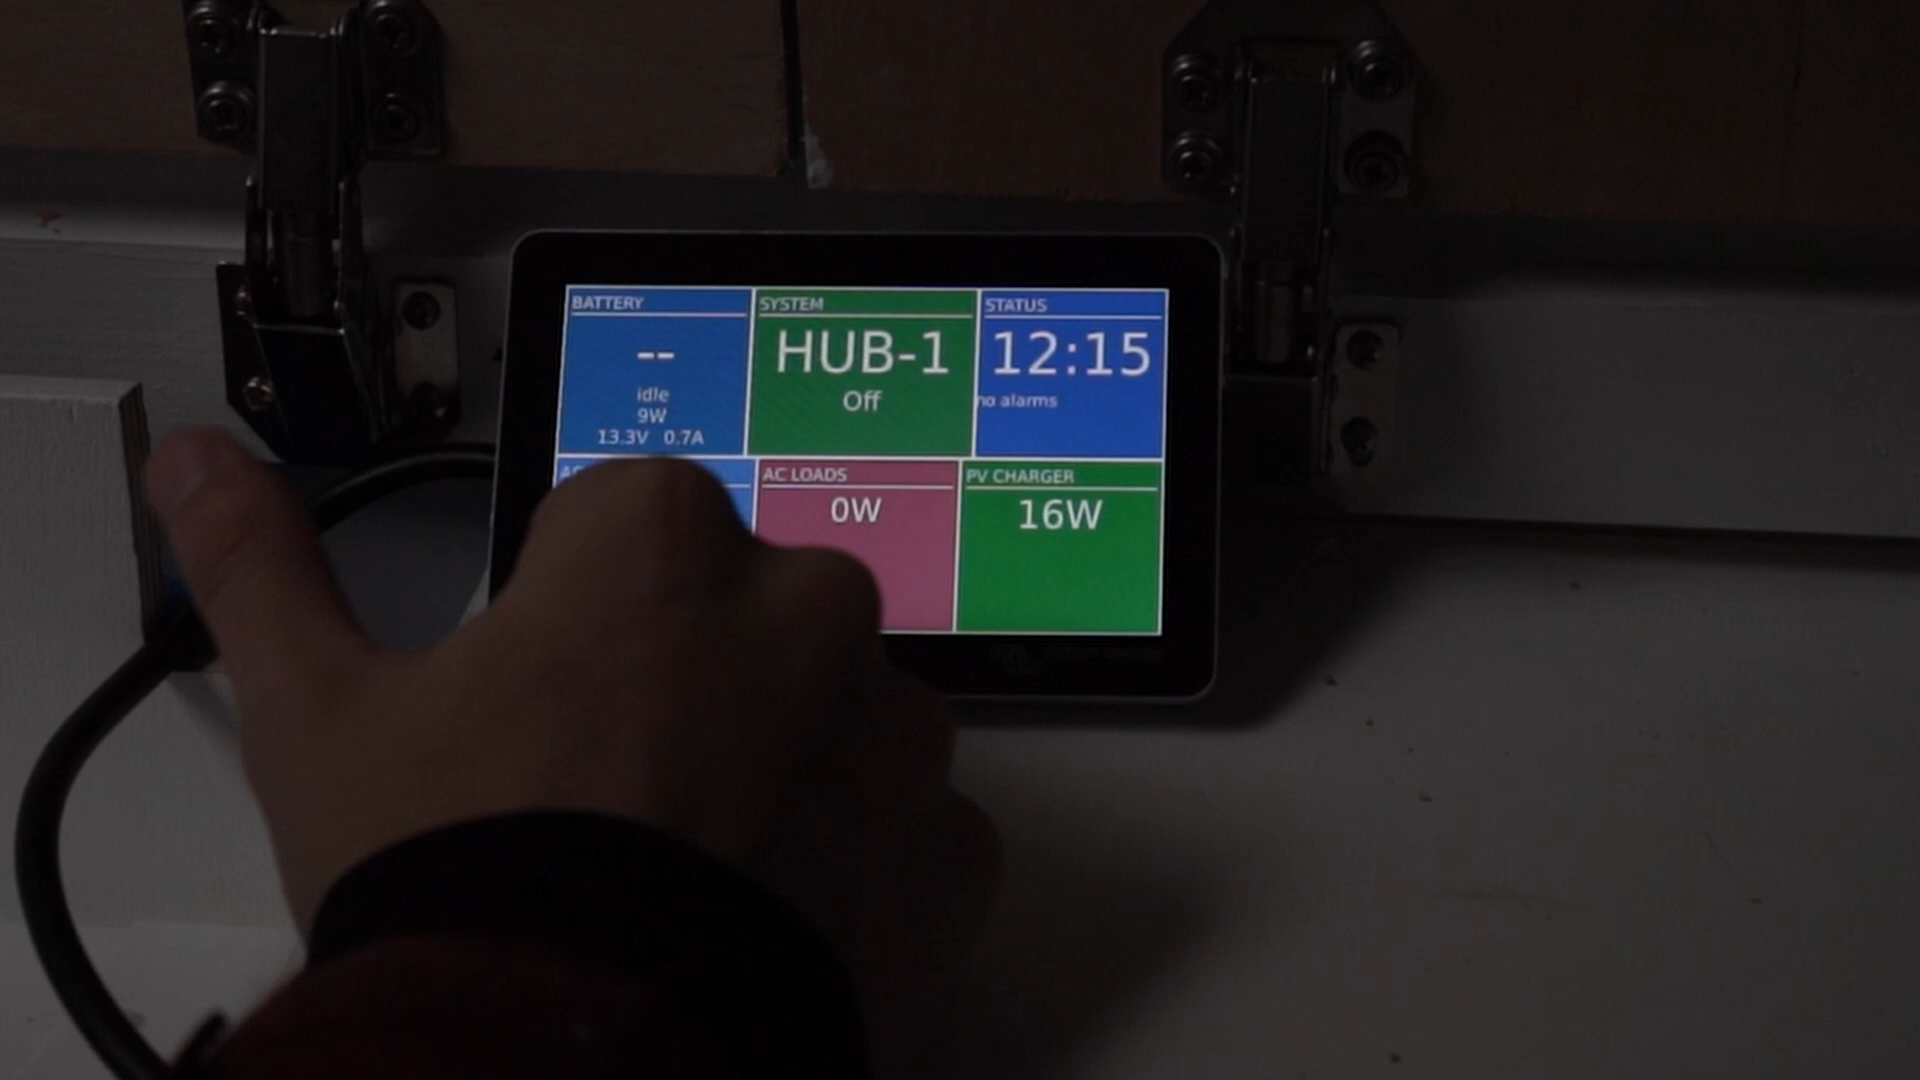 BATTERY
--
idle
9W
13.3V 0.7A
SYSTEM
HUB-1
Off
STATUS
12:15
no alarms
AC LOADS
0W
PV CHARGER
16W